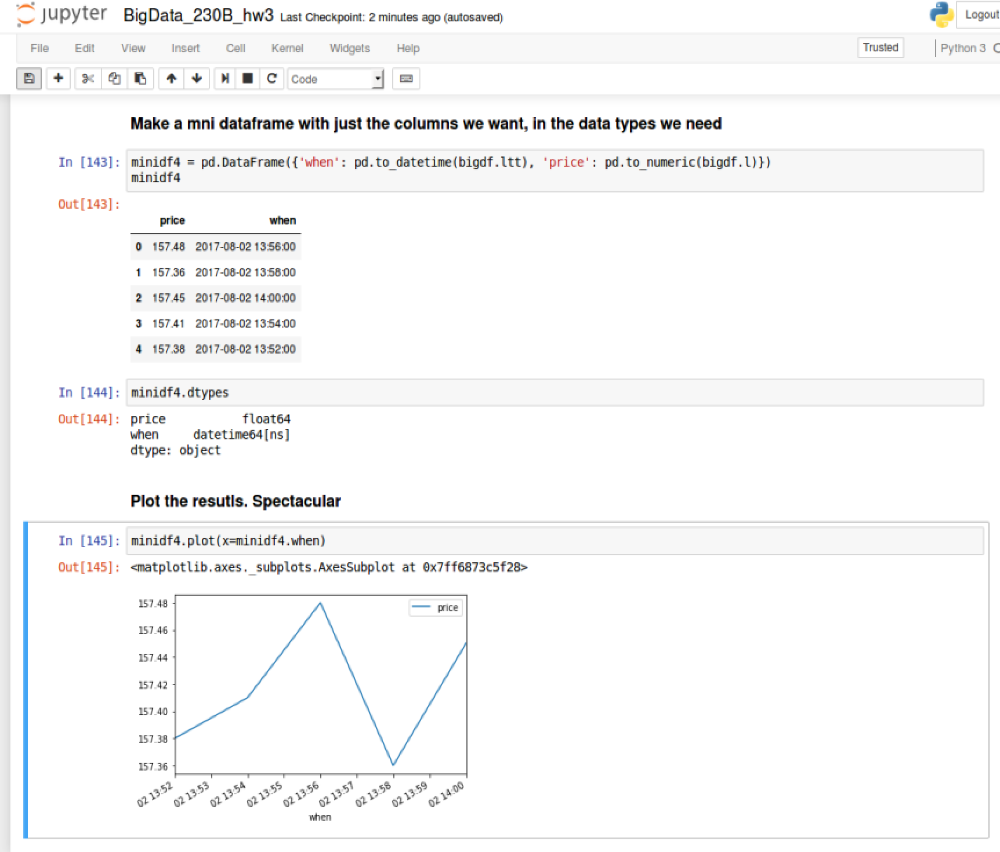 jupyter BigData_230B_hw3 Last Checkpoint: 2 minutes ago (autosaved) Logout
File Edit View Insert Cell Kernel Widgets Help Trusted Python 3
Code
Make a mni dataframe with just the columns we want, in the data types we need
In [143]: minidf4 = pd.DataFrame({'when': pd.to_datetime(bigdf.ltt), 'price': pd.to_numeric(bigdf.l)})
minidf4
Out[143]:
price when
0 157.48 2017-08-02 13:56:00
1 157.36 2017-08-02 13:58:00
2 157.45 2017-08-02 14:00:00
3 157.41 2017-08-02 13:54:00
4 157.38 2017-08-02 13:52:00
In [144]: minidf4.dtypes
Out[144]: price float64
when datetime64[ns]
dtype: object
Plot the resutls. Spectacular
In [145]: minidf4.plot(x=minidf4.when)
Out[145]: <matplotlib.axes._subplots.AxesSubplot at 0x7ff6873c5f28>
price
157.48
157.46
157.44
157.42
157.40
157.38
157.36
02 13:52 02 13:53 02 13:54 02 13:55 02 13:56 02 13:57 02 13:58 02 13:59 02 14:00
when